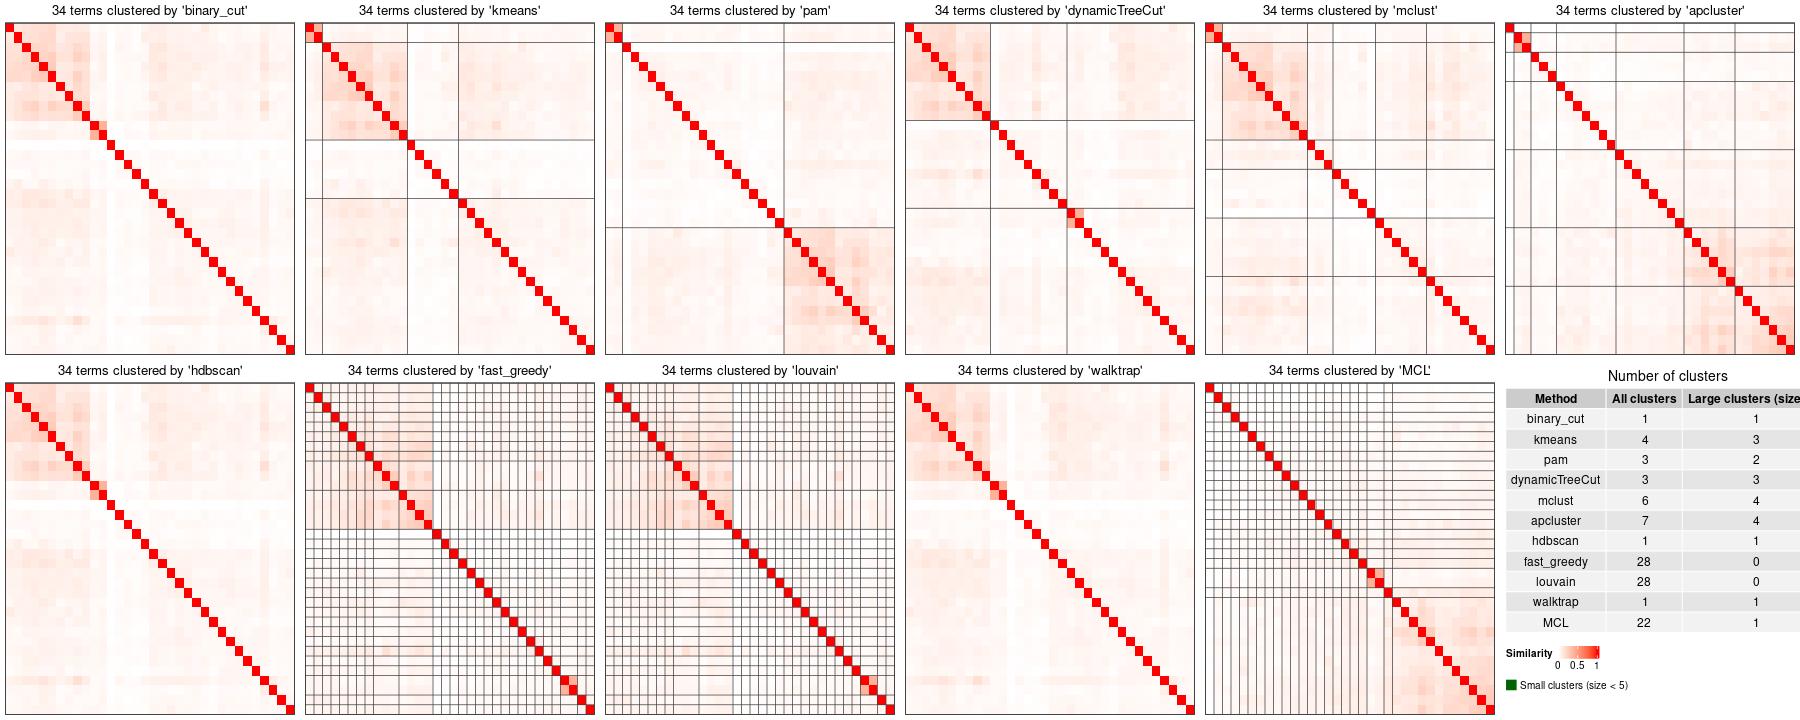 34 terms clustered by 'binary_cut'
34 terms clustered by 'kmeans'
34 terms clustered by 'pam'
34 terms clustered by 'dynamicTreeCut'
34 terms clustered by 'mclust'
34 terms clustered by 'apcluster'
34 terms clustered by 'hdbscan'
34 terms clustered by 'fast_greedy'
34 terms clustered by 'louvain'
34 terms clustered by 'walktrap'
34 terms clustered by 'MCL'
Number of clusters
Method All clusters Large clusters (size
binary_cut 1 1
kmeans 4 3
pam 3 2
dynamicTreeCut 3 3
mclust 6 4
apcluster 7 4
hdbscan 1 1
fast_greedy 28 0
louvain 28 0
walktrap 1 1
MCL 22 1
Similarity
0 0.5 1
Small clusters (size < 5)